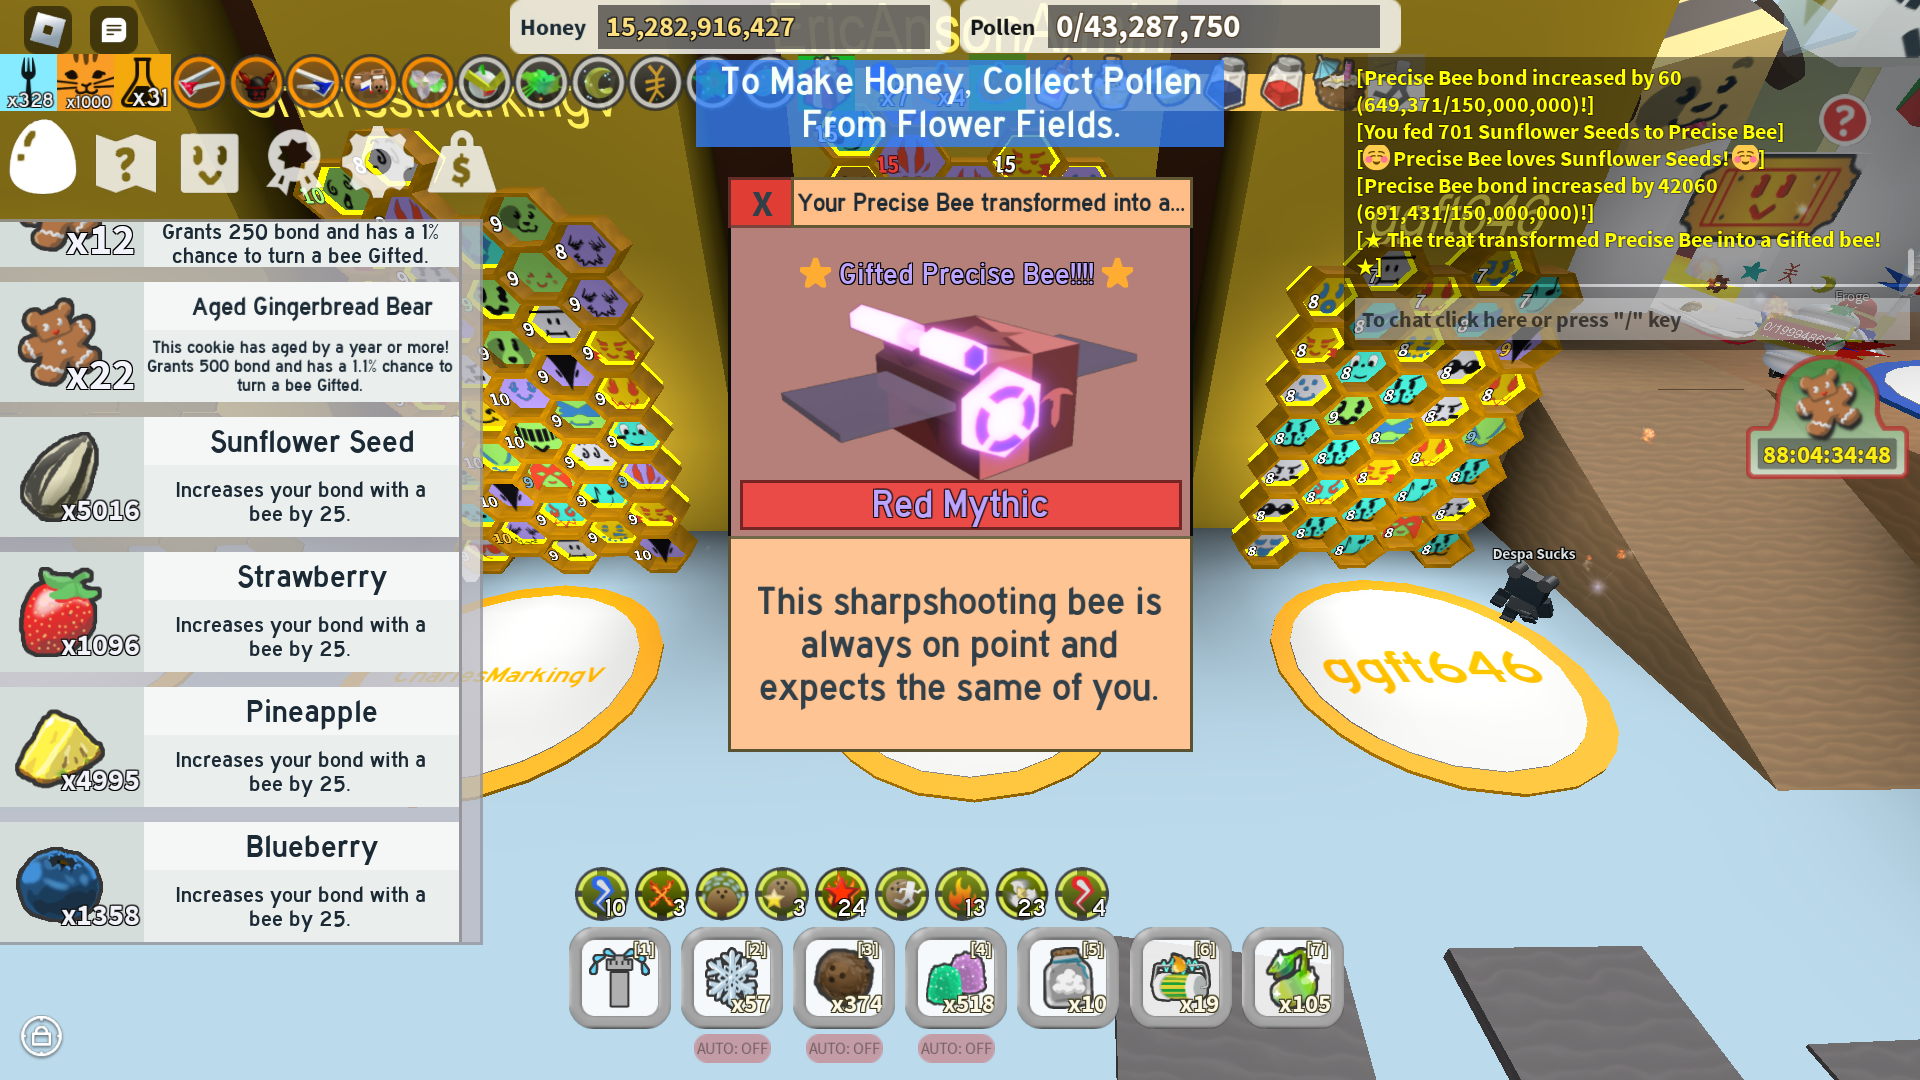 Honey
15,282,916,427
Pollen
0/43,287,750
x328
x1000
x31
To Make Honey, Collect Pollen
From Flower Fields.
[Precise Bee bond increased by 60
(649,371/150,000,000)!]
[You fed 701 Sunflower Seeds to Precise Bee]
[☺️Precise Bee loves Sunflower Seeds!☺️]
[Precise Bee bond increased by 42060
(691,431/150,000,000)!]
[★ The treat transformed Precise Bee into a Gifted bee!
★]
To chat click here or press "/" key
X
Your Precise Bee transformed into a...
Gifted Precise Bee!!!!
Red Mythic
This sharpshooting bee is
always on point and
expects the same of you.
x12
Grants 250 bond and has a 1%
chance to turn a bee Gifted.
Aged Gingerbread Bear
x22
This cookie has aged by a year or more!
Grants 500 bond and has a 1.1% chance to
turn a bee Gifted.
Sunflower Seed
x5016
Increases your bond with a
bee by 25.
Strawberry
x1096
Increases your bond with a
bee by 25.
Pineapple
x4995
Increases your bond with a
bee by 25.
Blueberry
x1358
Increases your bond with a
bee by 25.
CharlesMarkingV
ggft646
ggft646
Froge
88:04:34:48
Despa Sucks
10
3
3
24
13
23
4
[1]
[2]
x57
[3]
x374
[4]
x518
[5]
x10
[6]
x19
[7]
x105
AUTO: OFF
AUTO: OFF
AUTO: OFF